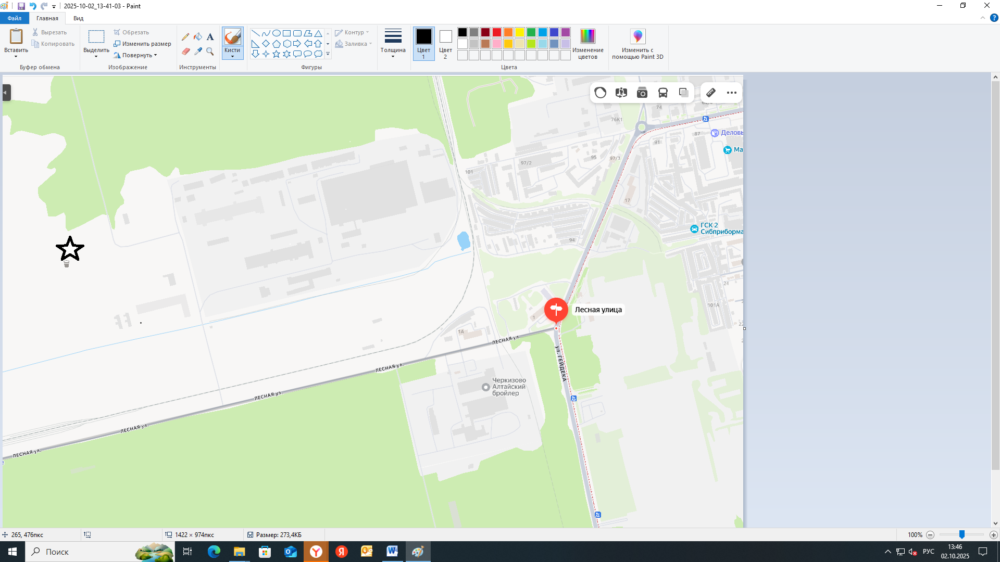 2025-10-02_13-41-03 - Paint
Файл
Главная
Вид
Вставить
Вырезать
Копировать
Буфер обмена
Выделить
Обрезать
Изменить размер
Повернуть
Изображение
Инструменты
Кисти
Контур
Заливка
Фигуры
Толщина
Цвет
1
Цвет
2
Цвета
Изменение
цветов
Изменить с
помощью Paint 3D
74
76К1
87
Деловы
91
Ма
95
97/3
97/2
101
17
ГСК 2
Сибприборма
94
24
101А
Лесная улица
1
1А
ЛЕСНАЯ ул.
ул. ГЕЙДЕКА
ЛЕСНАЯ ул.
Черкизово
Алтайский
бройлер
ЛЕСНАЯ ул.
ЛЕСНАЯ ул.
ЛЕСНАЯ ул.
265, 476пкс
1422 × 974пкс
Размер: 273,4КБ
100%
Поиск
РУС
13:46
02.10.2025